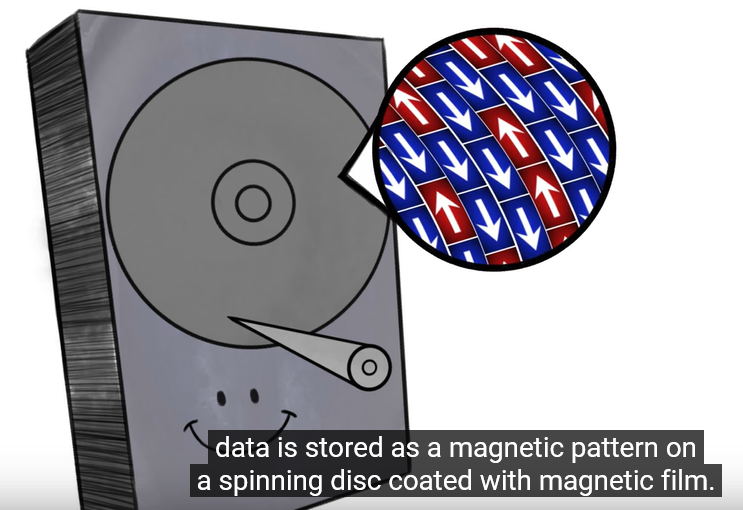 data is stored as a magnetic pattern on
a spinning disc coated with magnetic film.